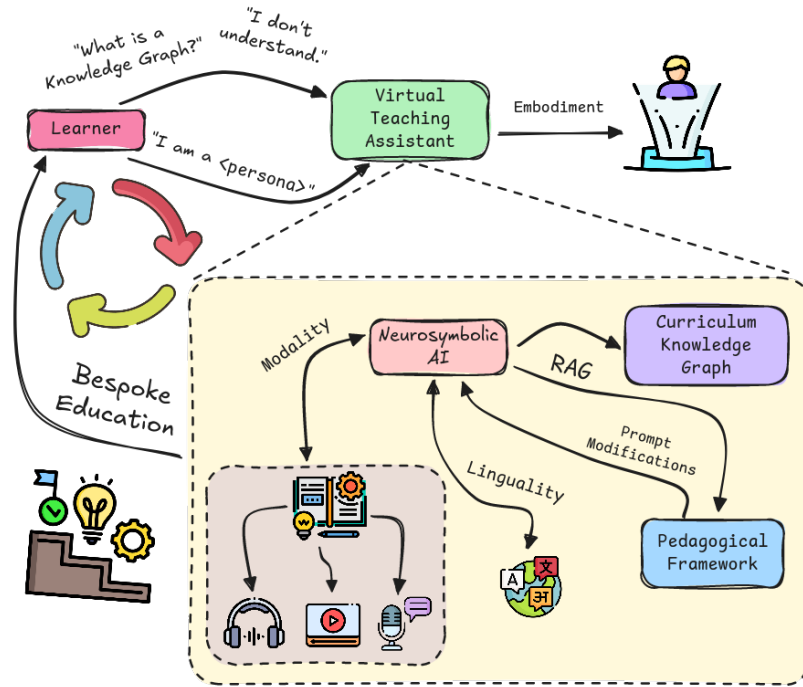 "What is a
Knowledge Graph?"
"I don't
understand."
Learner
Virtual
Teaching
Assistant
Embodiment
"I am a <persona>"
Modality
Neurosymbolic
AI
Curriculum
Knowledge
Graph
RAG
Bespoke
Education
Prompt
Modifications
Linguality
Pedagogical
Framework
A
文
अ